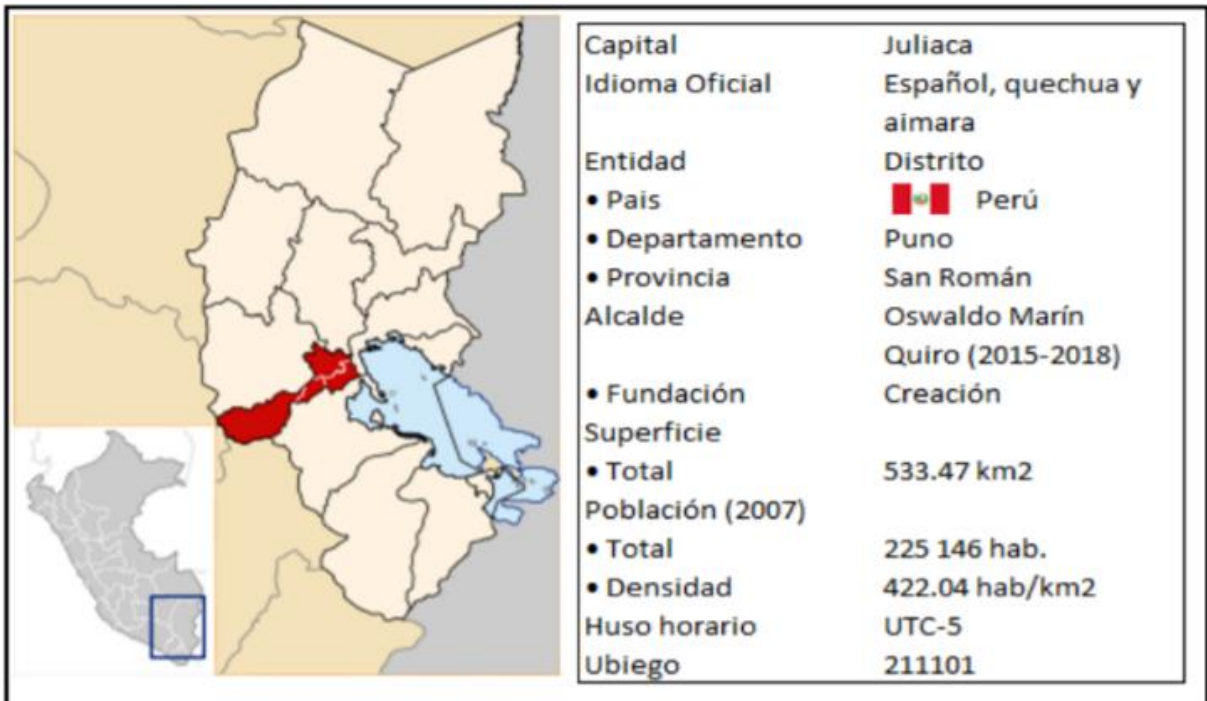 Capital Juliaca
Idioma Oficial Español, quechua y
aimara
Entidad Distrito
• Pais Perú
• Departamento Puno
• Provincia San Román
Alcalde Oswaldo Marín
Quiro (2015-2018)
• Fundación Creación
Superficie
• Total 533.47 km2
Población (2007)
• Total 225 146 hab.
• Densidad 422.04 hab/km2
Huso horario UTC-5
Ubiego 211101